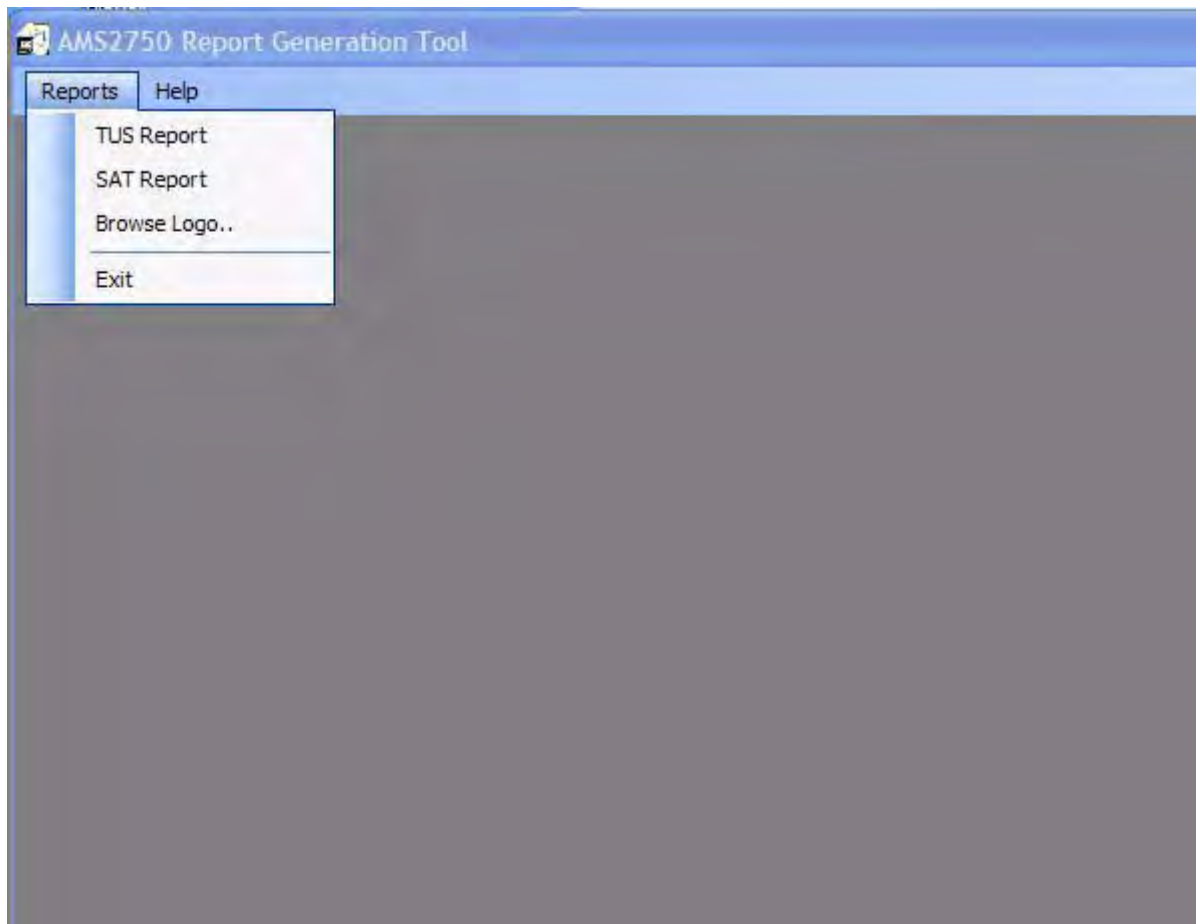 AMS2750 Report Generation Tool
Reports Help
TUS Report
SAT Report
Browse Logo..
Exit